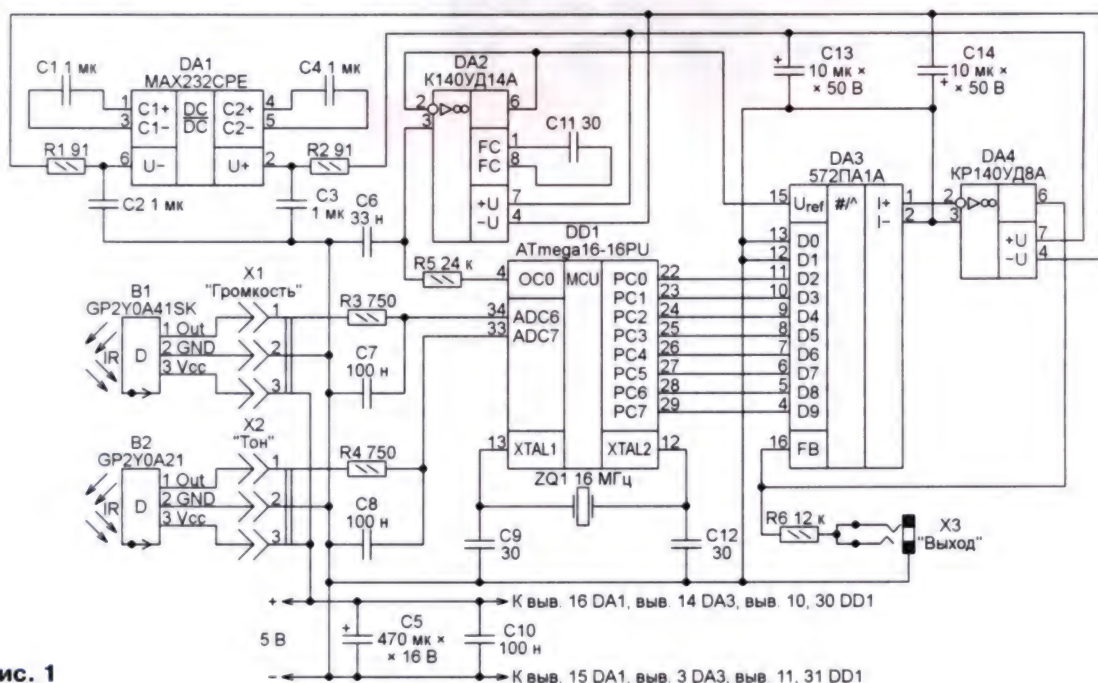 DA1
MAX232CPE
C1 1 мк
C4 1 мк
1
3
C1+
C1−
DC
DC
C2+
C2−
4
5
R1 91
6
U−
U+
2
R2 91
C2 1 мк
C3
1 мк
C6
33 н
DA2
К140УД14А
2
3
6
FC
FC
1
8
C11 30
+U
−U
7
4
C13
10 мк ×
× 50 В
C14
10 мк ×
× 50 В
DA3
572ПА1А
15
Uref
#/^
I+
I−
1
2
13 D0
12 D1
11 D2
10 D3
9 D4
8 D5
7 D6
6 D7
5 D8
4 D9
16 FB
DA4
КР140УД8А
2
3
6
+U
−U
7
4
DD1
ATmega16-16PU
R5 24 к
4
OC0
MCU
34 ADC6
33 ADC7
PC0 22
PC1 23
PC2 24
PC3 25
PC4 26
PC5 27
PC6 28
PC7 29
13
XTAL1
XTAL2
12
ZQ1 16 МГц
C9
30
C12
30
B1
GP2Y0A41SK
IR
D
1 Out
2 GND
3 Vcc
X1
"Громкость"
1
2
3
R3 750
C7
100 н
B2
GP2Y0A21
IR
D
1 Out
2 GND
3 Vcc
X2
"Тон"
1
2
3
R4 750
C8
100 н
R6 12 к
X3
"Выход"
+
5 В
−
C5
470 мк ×
× 16 В
C10
100 н
К выв. 16 DA1, выв. 14 DA3, выв. 10, 30 DD1
К выв. 15 DA1, выв. 3 DA3, выв. 11, 31 DD1
ис. 1